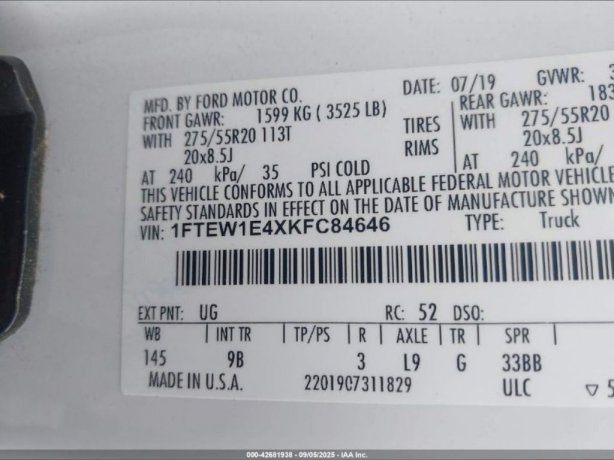 MFD. BY FORD MOTOR CO.
DATE: 07/19 GVWR:
FRONT GAWR: 1599 KG ( 3525 LB)
REAR GAWR: 183
WITH 275/55R20 113T TIRES WITH 275/55R20
20x8.5J RIMS 20x8.5J
AT 240 kPa/ 35 PSI COLD AT 240 kPa/
THIS VEHICLE CONFORMS TO ALL APPLICABLE FEDERAL MOTOR VEHICLE
SAFETY STANDARDS IN EFFECT ON THE DATE OF MANUFACTURE SHOWN
VIN: 1FTEW1E4XKFC84646 TYPE: Truck
EXT PNT: UG RC: 52 DSO:
WB INT TR TP/PS R AXLE TR SPR
145 9B 3 L9 G 33BB
MADE IN U.S.A. 2201907311829 ULC ▽ 5
000-42681938 - 09/05/2025 - IAA Inc.